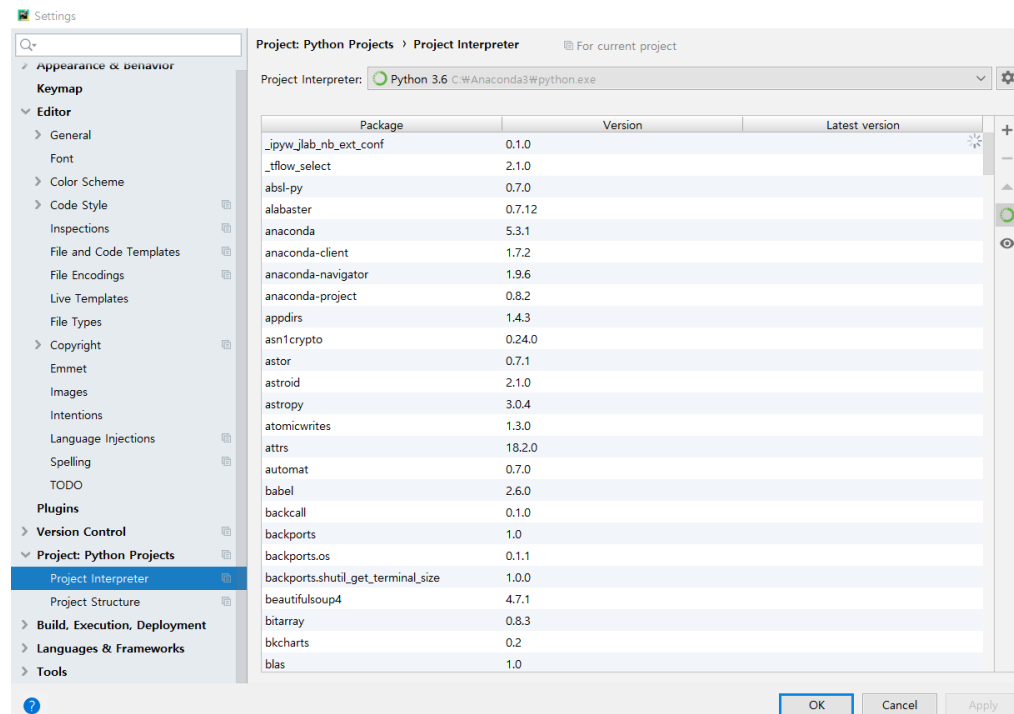 Settings
Project: Python Projects › Project Interpreter For current project
Appearance & Behavior
Keymap
Editor
General
Font
Color Scheme
Code Style
Inspections
File and Code Templates
File Encodings
Live Templates
File Types
Copyright
Emmet
Images
Intentions
Language Injections
Spelling
TODO
Plugins
Version Control
Project: Python Projects
Project Interpreter
Project Structure
Build, Execution, Deployment
Languages & Frameworks
Tools
Project Interpreter: Python 3.6 C:₩Anaconda3₩python.exe
Package Version Latest version
_ipyw_jlab_nb_ext_conf 0.1.0
_tflow_select 2.1.0
absl-py 0.7.0
alabaster 0.7.12
anaconda 5.3.1
anaconda-client 1.7.2
anaconda-navigator 1.9.6
anaconda-project 0.8.2
appdirs 1.4.3
asn1crypto 0.24.0
astor 0.7.1
astroid 2.1.0
astropy 3.0.4
atomicwrites 1.3.0
attrs 18.2.0
automat 0.7.0
babel 2.6.0
backcall 0.1.0
backports 1.0
backports.os 0.1.1
backports.shutil_get_terminal_size 1.0.0
beautifulsoup4 4.7.1
bitarray 0.8.3
bkcharts 0.2
blas 1.0
? OK Cancel Apply